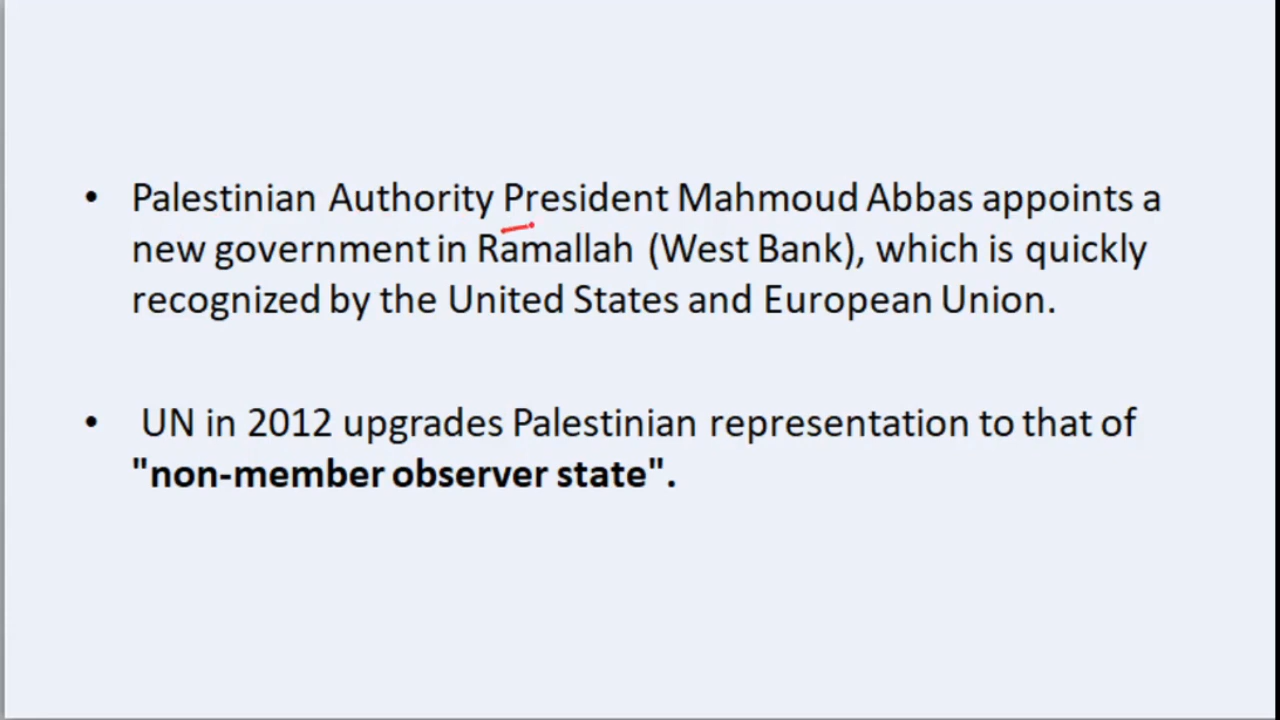 • Palestinian Authority President Mahmoud Abbas appoints a
new government in Ramallah (West Bank), which is quickly
recognized by the United States and European Union.
• UN in 2012 upgrades Palestinian representation to that of
"non-member observer state".